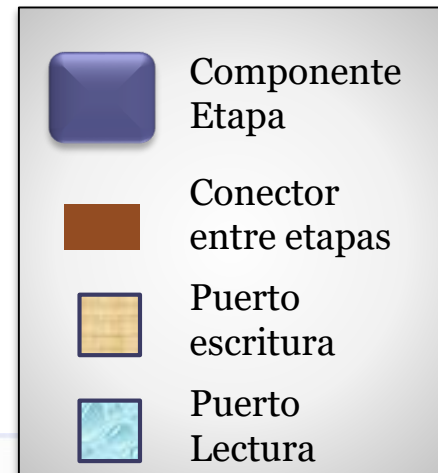 Componente
Etapa
Conector
entre etapas
Puerto
escritura
Puerto
Lectura